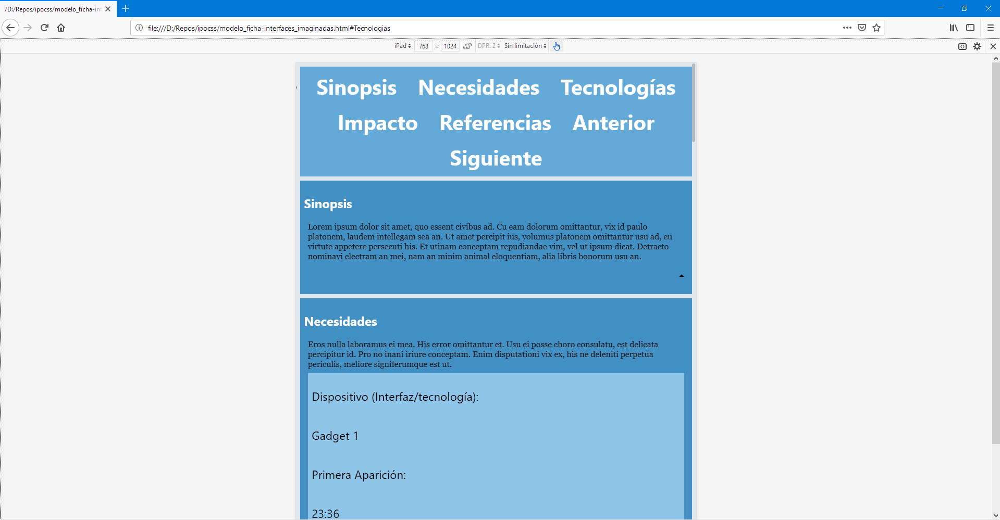 /D:/Repos/ipocss/modelo_ficha-int
file:///D:/Repos/ipocss/modelo_ficha-interfaces_imaginadas.html#Tecnologias
iPad 768 × 1024 DPR: 2 Sin limitación
Sinopsis Necesidades Tecnologías
Impacto Referencias Anterior
Siguiente
Sinopsis
Lorem ipsum dolor sit amet, quo essent civibus ad. Cu eam dolorum omittantur, vix id paulo
platonem, laudem intellegam sea an. Ut amet percipit ius, volumus platonem omittantur usu ad, eu
virtute appetere persecuti his. Et utinam conceptam repudiandae vim, vel ut ipsum dicat. Detracto
nominavi electram an mei, nam an minim animal eloquentiam, alia libris bonorum usu an.
Necesidades
Eros nulla laboramus ei mea. His error omittantur et. Usu ei posse choro consulatu, est delicata
percipitur id. Pro no inani iriure conceptam. Enim disputationi vix ex, his ne deleniti perpetua
periculis, meliore signiferumque est ut.
Dispositivo (Interfaz/tecnología):
Gadget 1
Primera Aparición:
23:36